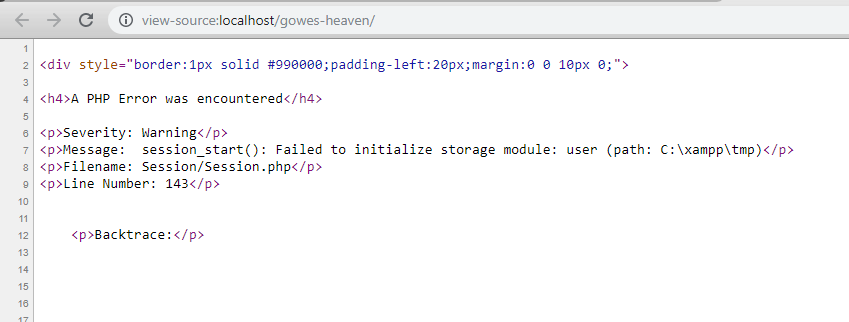 view-source:localhost/gowes-heaven/
1
2 <div style="border:1px solid #990000;padding-left:20px;margin:0 0 10px 0;">
3
4 <h4>A PHP Error was encountered</h4>
5
6 <p>Severity: Warning</p>
7 <p>Message:  session_start(): Failed to initialize storage module: user (path: C:\xampp\tmp)</p>
8 <p>Filename: Session/Session.php</p>
9 <p>Line Number: 143</p>
10
11
12     <p>Backtrace:</p>
13
14
15
16
17